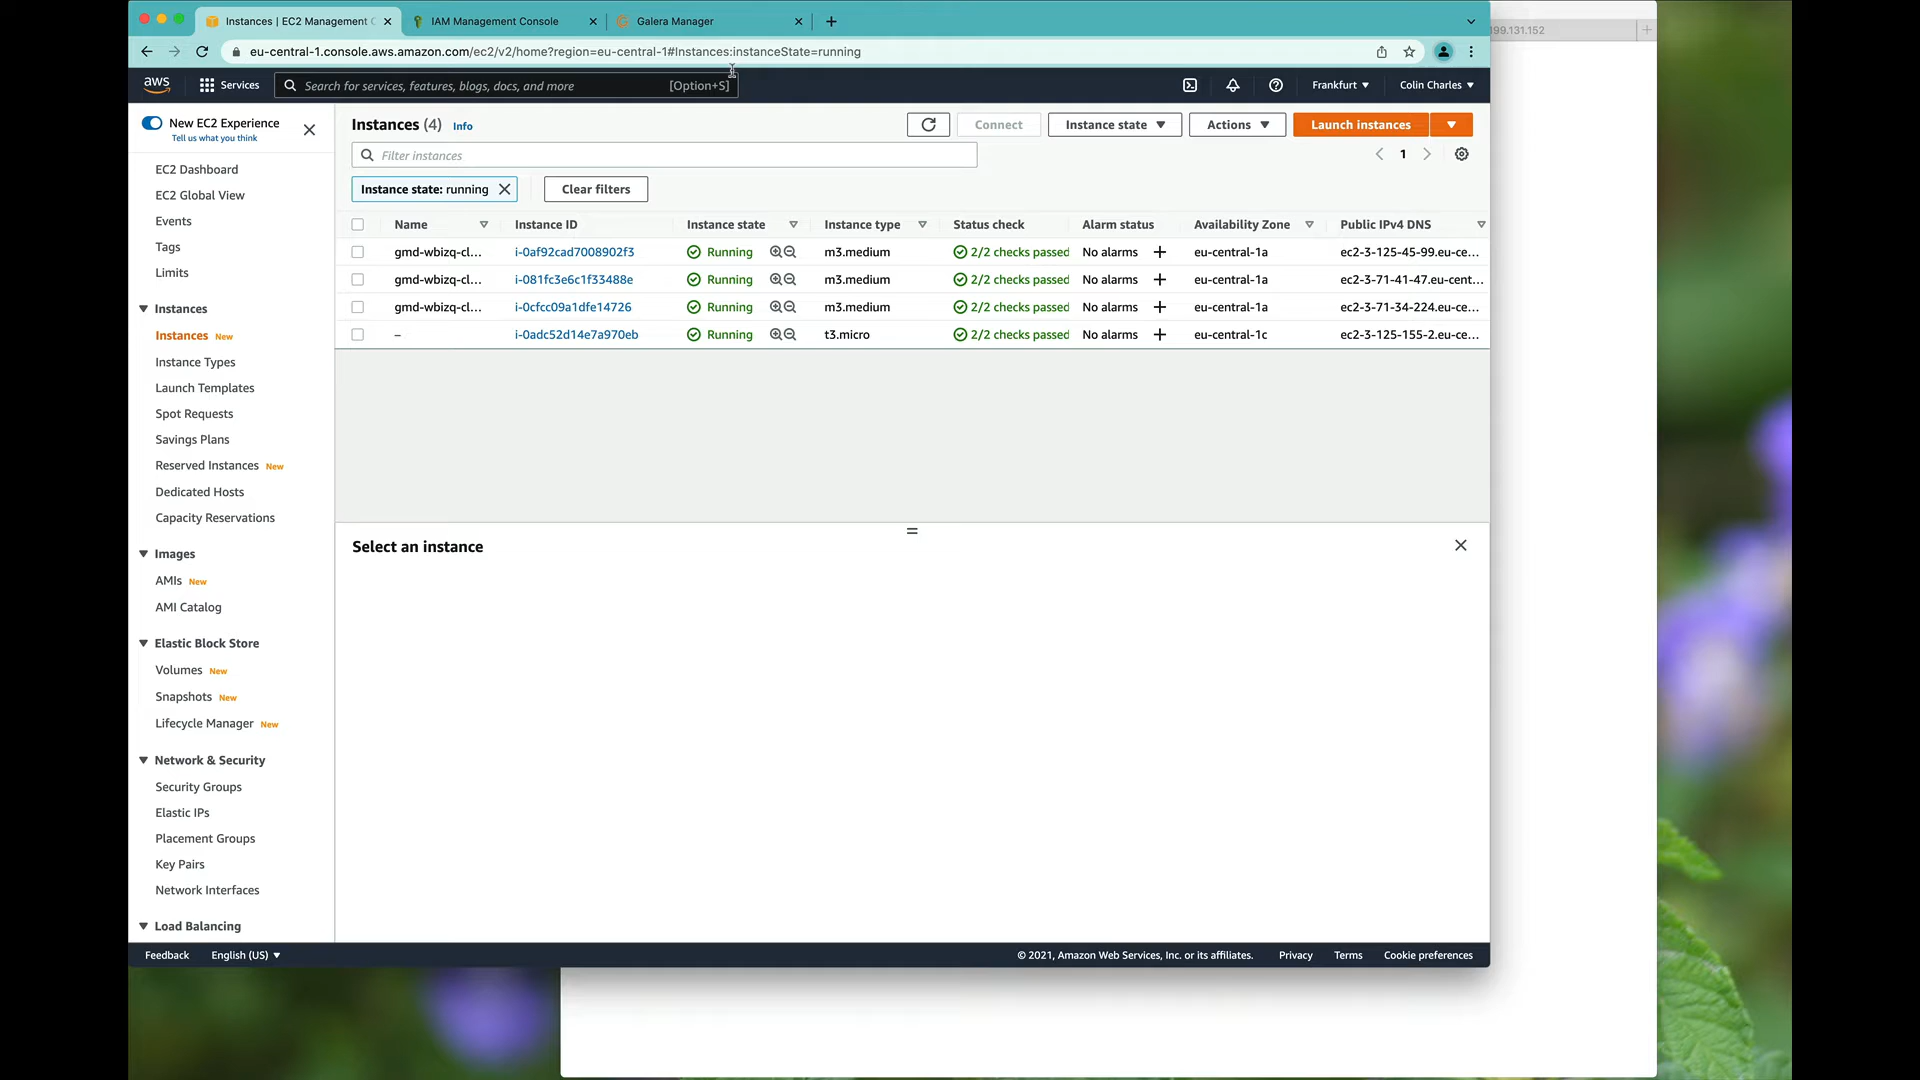 Instances | EC2 Management C
IAM Management Console
Galera Manager
199.131.152
eu-central-1.console.aws.amazon.com/ec2/v2/home?region=eu-central-1#Instances:instanceState=running
aws
Services
Search for services, features, blogs, docs, and more
[Option+S]
Frankfurt
Colin Charles
New EC2 Experience
Tell us what you think
EC2 Dashboard
EC2 Global View
Events
Tags
Limits
Instances
Instances New
Instance Types
Launch Templates
Spot Requests
Savings Plans
Reserved Instances New
Dedicated Hosts
Capacity Reservations
Images
AMIs New
AMI Catalog
Elastic Block Store
Volumes New
Snapshots New
Lifecycle Manager New
Network & Security
Security Groups
Elastic IPs
Placement Groups
Key Pairs
Network Interfaces
Load Balancing
Instances (4) Info
Connect
Instance state
Actions
Launch instances
Filter instances
1
Instance state: running
Clear filters
Name Instance ID Instance state Instance type Status check Alarm status Availability Zone Public IPv4 DNS
gmd-wbizq-cl... i-0af92cad7008902f3 Running m3.medium 2/2 checks passed No alarms eu-central-1a ec2-3-125-45-99.eu-ce...
gmd-wbizq-cl... i-081fc3e6c1f33488e Running m3.medium 2/2 checks passed No alarms eu-central-1a ec2-3-71-41-47.eu-cent...
gmd-wbizq-cl... i-0cfcc09a1dfe14726 Running m3.medium 2/2 checks passed No alarms eu-central-1a ec2-3-71-34-224.eu-ce...
– i-0adc52d14e7a970eb Running t3.micro 2/2 checks passed No alarms eu-central-1c ec2-3-125-155-2.eu-ce...
Select an instance
Feedback
English (US)
© 2021, Amazon Web Services, Inc. or its affiliates.
Privacy
Terms
Cookie preferences